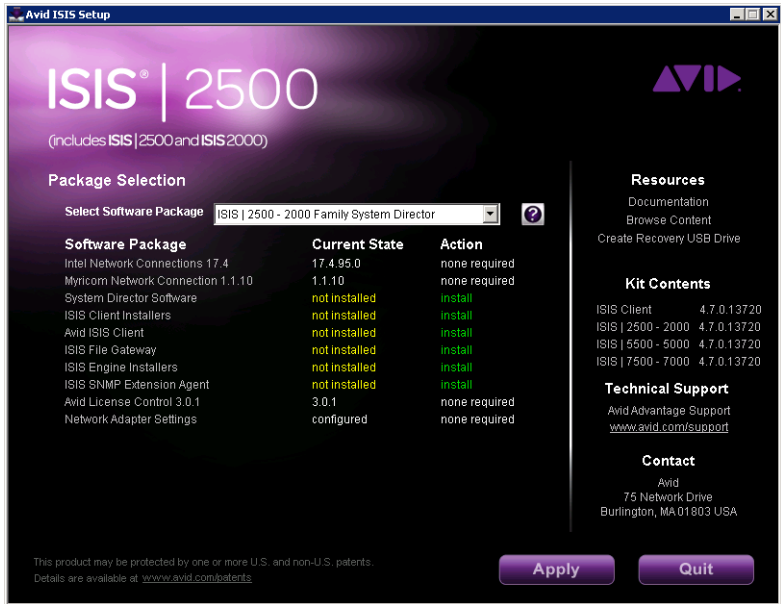 Avid ISIS Setup
ISIS® | 2500
AVID
(includes ISIS | 2500 and ISIS 2000)
Package Selection
Select Software Package ISIS | 2500 - 2000 Family System Director ?
Software Package Current State Action
Intel Network Connections 17.4 17.4.95.0 none required
Myricom Network Connection 1.1.10 1.1.10 none required
System Director Software not installed install
ISIS Client Installers not installed install
Avid ISIS Client not installed install
ISIS File Gateway not installed install
ISIS Engine Installers not installed install
ISIS SNMP Extension Agent not installed install
Avid License Control 3.0.1 3.0.1 none required
Network Adapter Settings configured none required
Resources
Documentation
Browse Content
Create Recovery USB Drive
Kit Contents
ISIS Client 4.7.0.13720
ISIS | 2500 - 2000 4.7.0.13720
ISIS | 5500 - 5000 4.7.0.13720
ISIS | 7500 - 7000 4.7.0.13720
Technical Support
Avid Advantage Support
www.avid.com/support
Contact
Avid
75 Network Drive
Burlington, MA 01803 USA
This product may be protected by one or more U.S. and non-U.S. patents.
Details are available at www.avid.com/patents
Apply
Quit